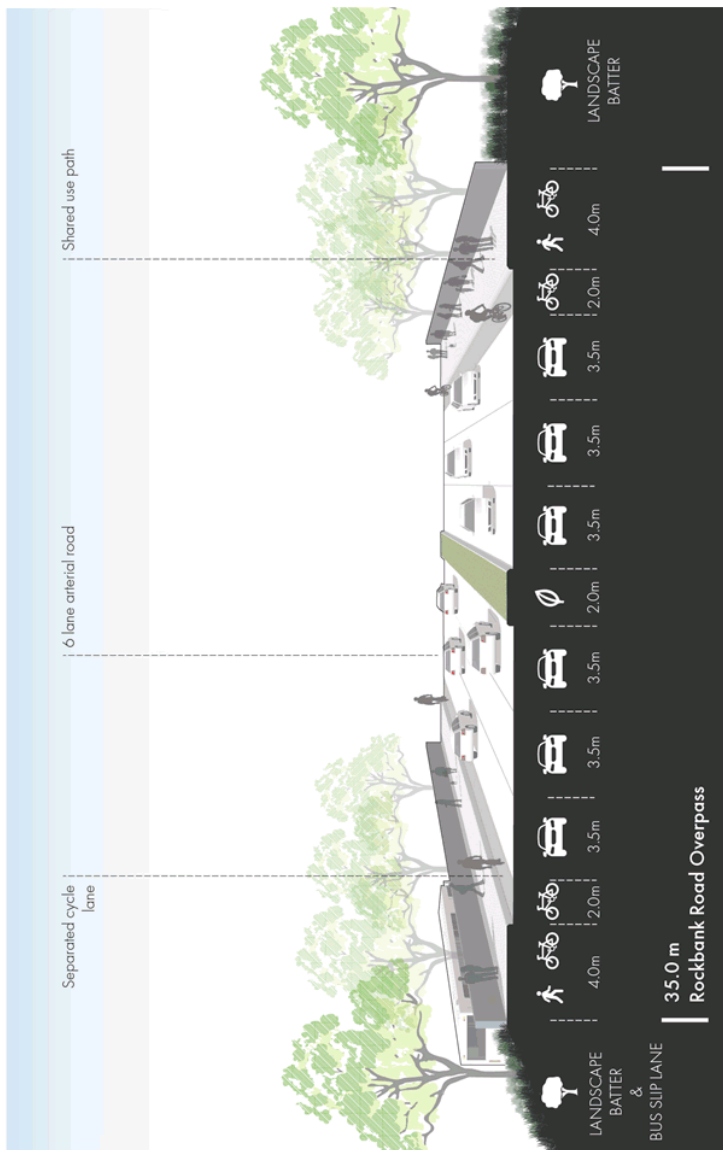 Separated cycle
lane
6 lane arterial road
Shared use path
LANDSCAPE
BATTER
&
BUS SLIP LANE
4.0m
2.0m
3.5m
3.5m
3.5m
2.0m
3.5m
3.5m
3.5m
2.0m
4.0m
LANDSCAPE
BATTER
35.0 m
Rockbank Road Overpass